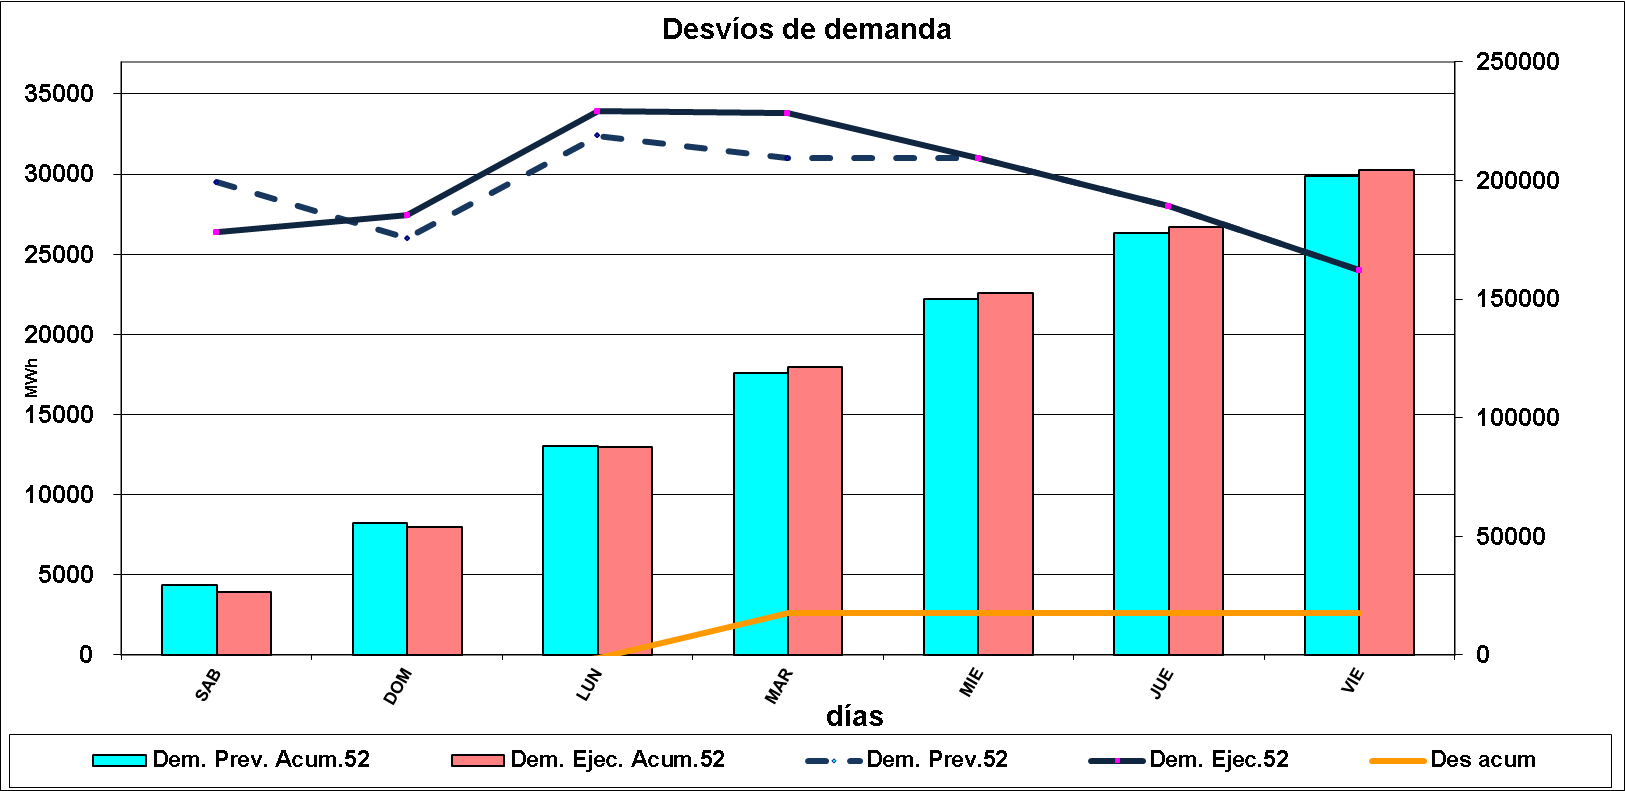 Desvíos de demanda
250000
35000
30000
200000
25000
20000
150000
MWh
15000
100000
10000
50000
5000
0
0
SAB
DOM
LUN
MAR
MIE
JUE
VIE
días
Dem. Prev. Acum.52
Dem. Ejec. Acum.52
Dem. Prev.52
Dem. Ejec.52
Des acum